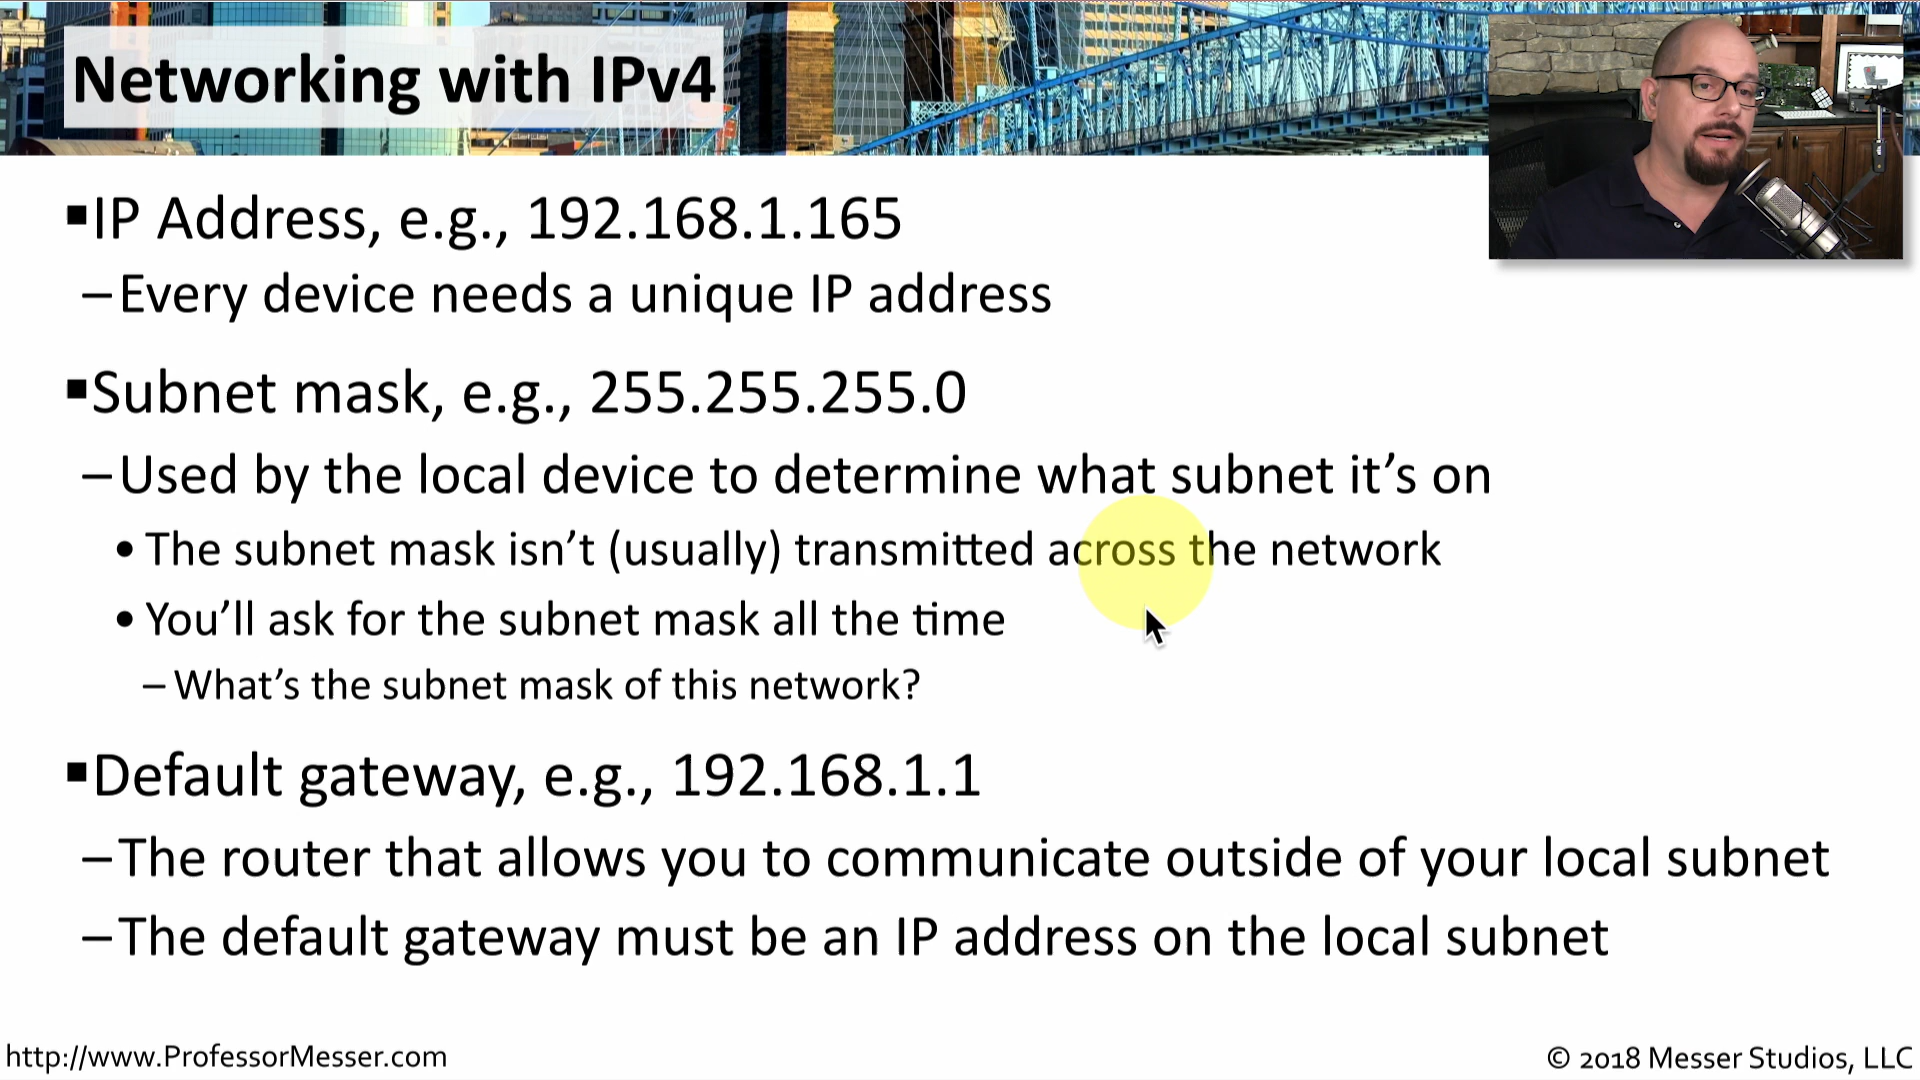 Networking with IPv4
▪IP Address, e.g., 192.168.1.165
–Every device needs a unique IP address
▪Subnet mask, e.g., 255.255.255.0
–Used by the local device to determine what subnet it’s on
• The subnet mask isn’t (usually) transmitted across the network
• You’ll ask for the subnet mask all the time
– What’s the subnet mask of this network?
▪Default gateway, e.g., 192.168.1.1
–The router that allows you to communicate outside of your local subnet
–The default gateway must be an IP address on the local subnet
http://www.ProfessorMesser.com
© 2018 Messer Studios, LLC